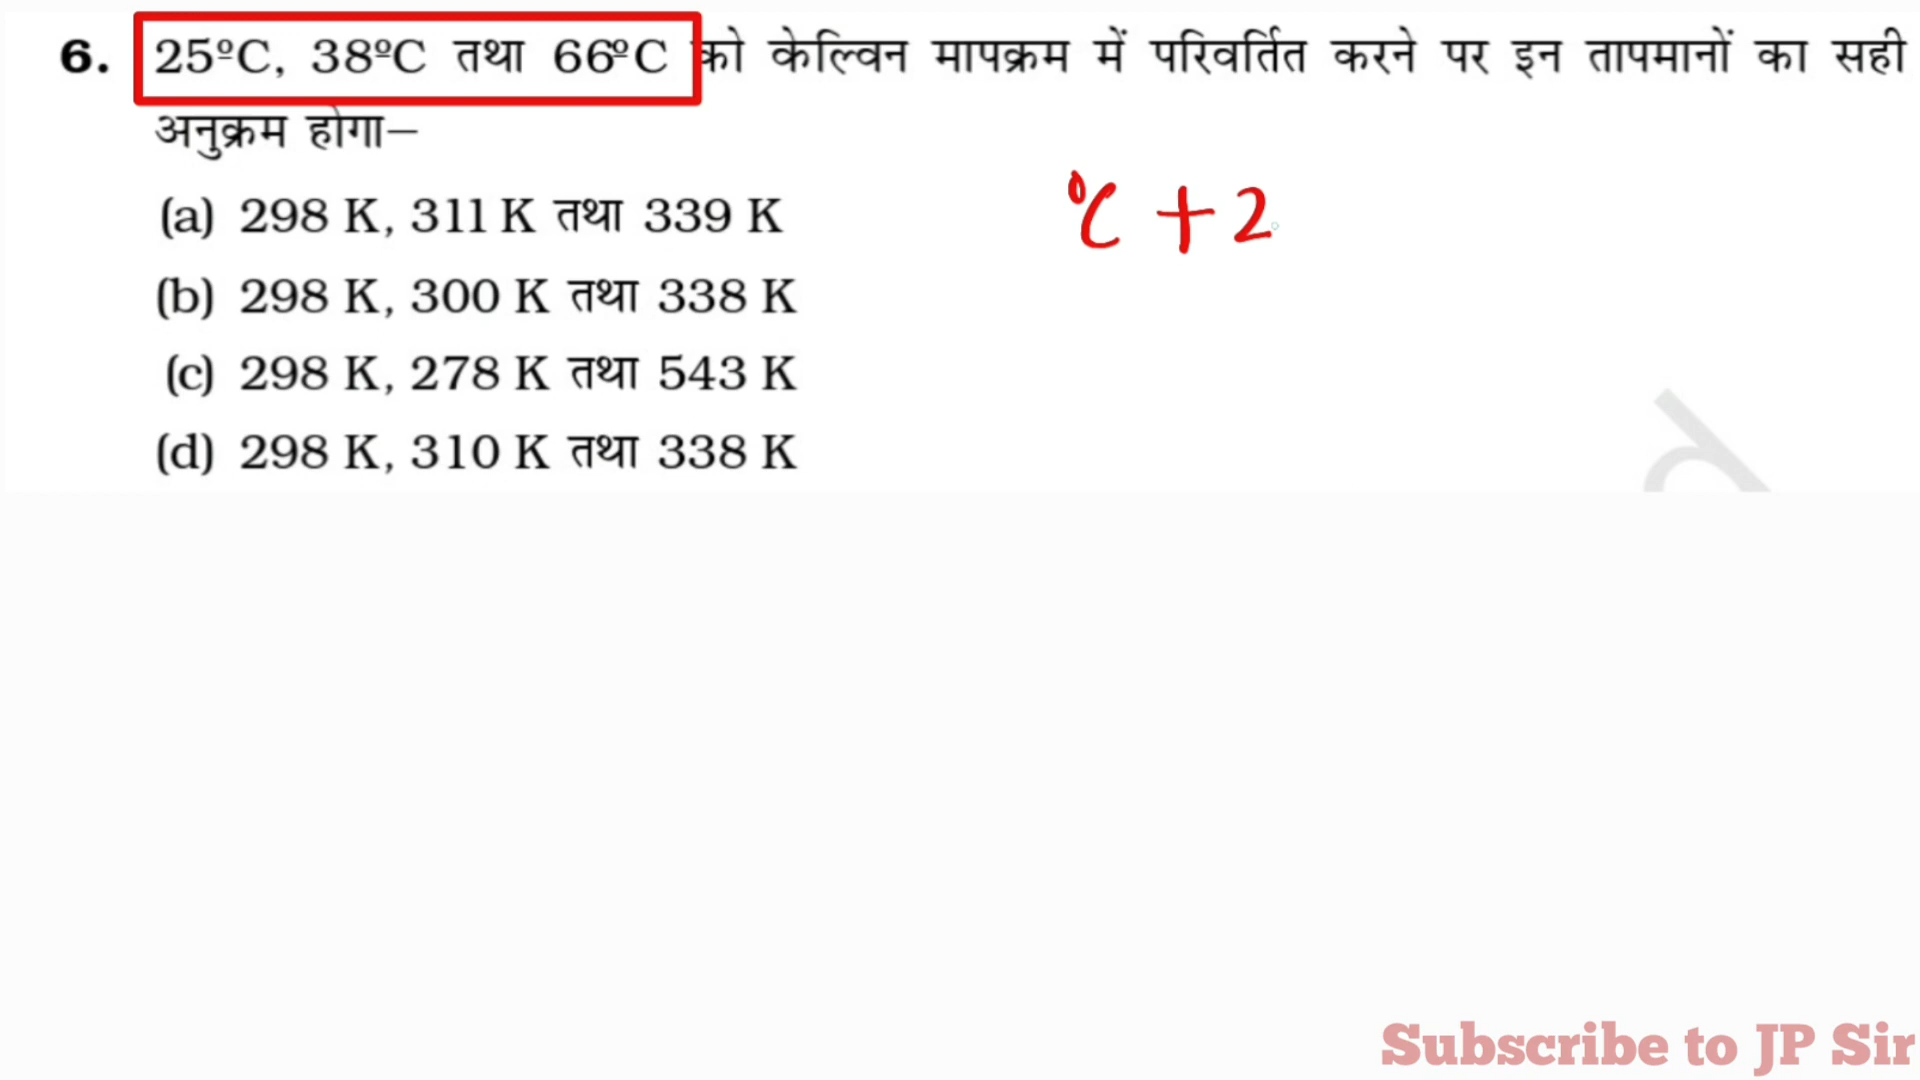 6. 25ºC, 38ºC तथा 66ºC को केल्विन मापक्रम में परिवर्तित करने पर इन तापमानों का सही
अनुक्रम होगा–
(a) 298 K, 311 K तथा 339 K
°C + 2
(b) 298 K, 300 K तथा 338 K
(c) 298 K, 278 K तथा 543 K
(d) 298 K, 310 K तथा 338 K
Subscribe to JP Sir